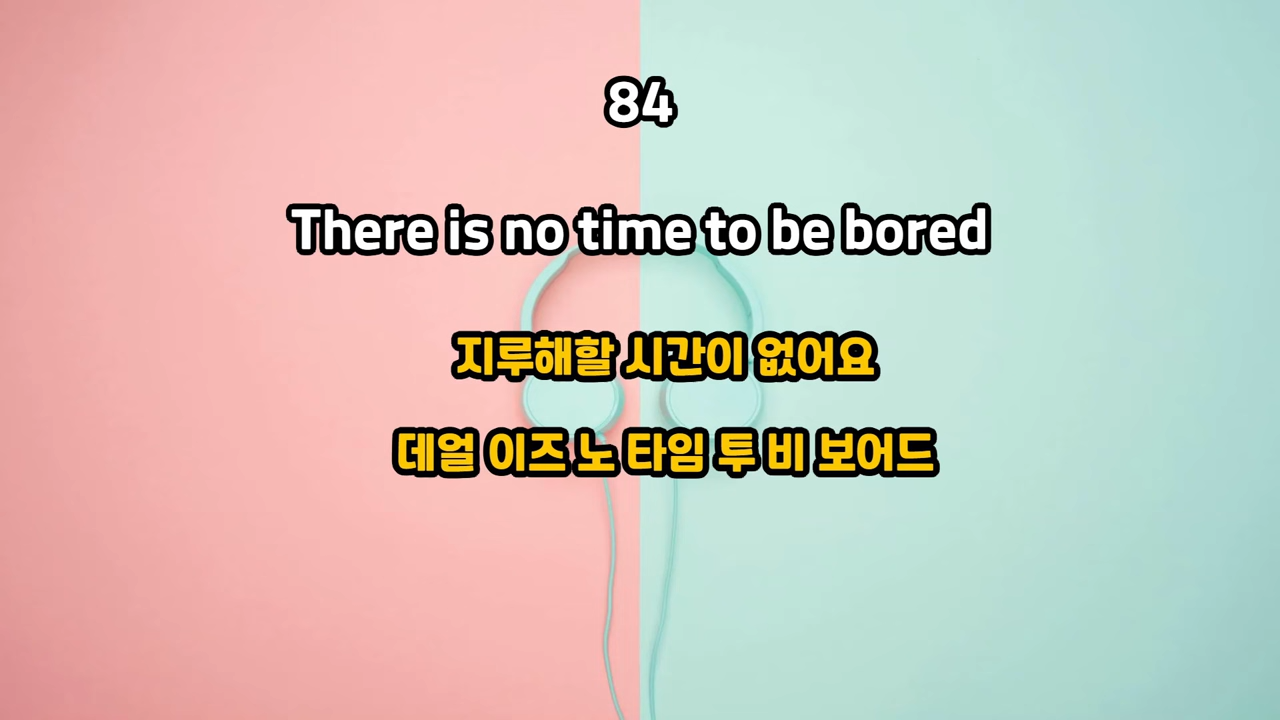 84
There is no time to be bored
지루해할 시간이 없어요
데얼 이즈 노 타임 투 비 보어드